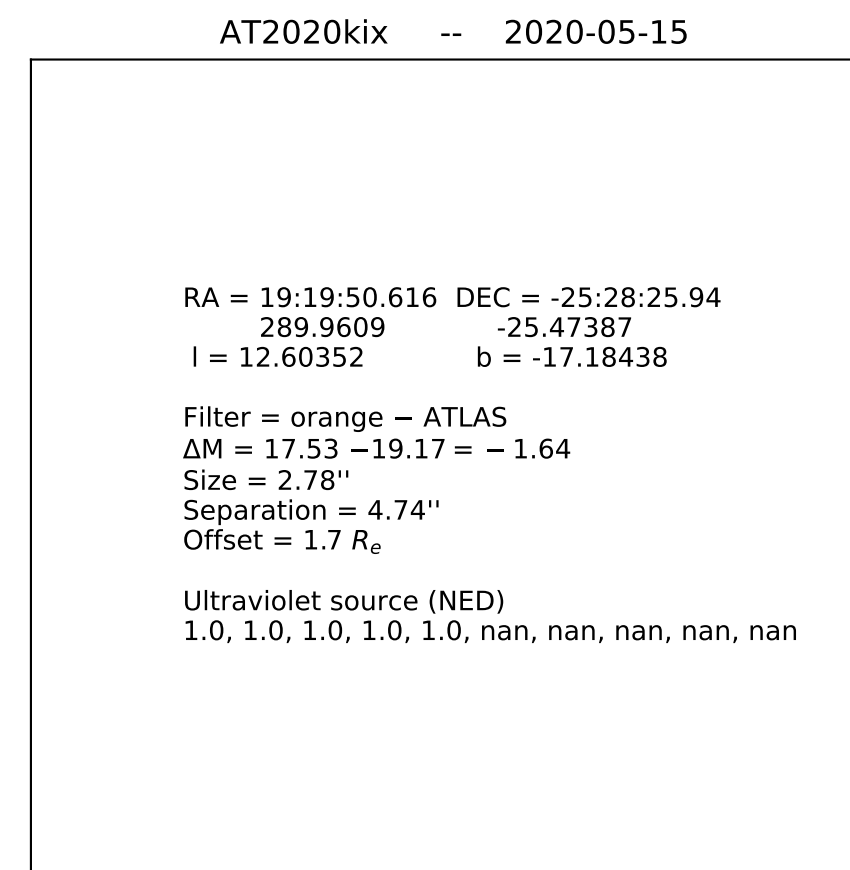 AT2020kix -- 2020-05-15
RA = 19:19:50.616 DEC = -25:28:25.94
289.9609 -25.47387
l = 12.60352 b = -17.18438
Filter = orange − ATLAS
ΔM = 17.53 −19.17 = − 1.64
Size = 2.78''
Separation = 4.74''
Offset = 1.7 Rₑ
Ultraviolet source (NED)
1.0, 1.0, 1.0, 1.0, 1.0, nan, nan, nan, nan, nan